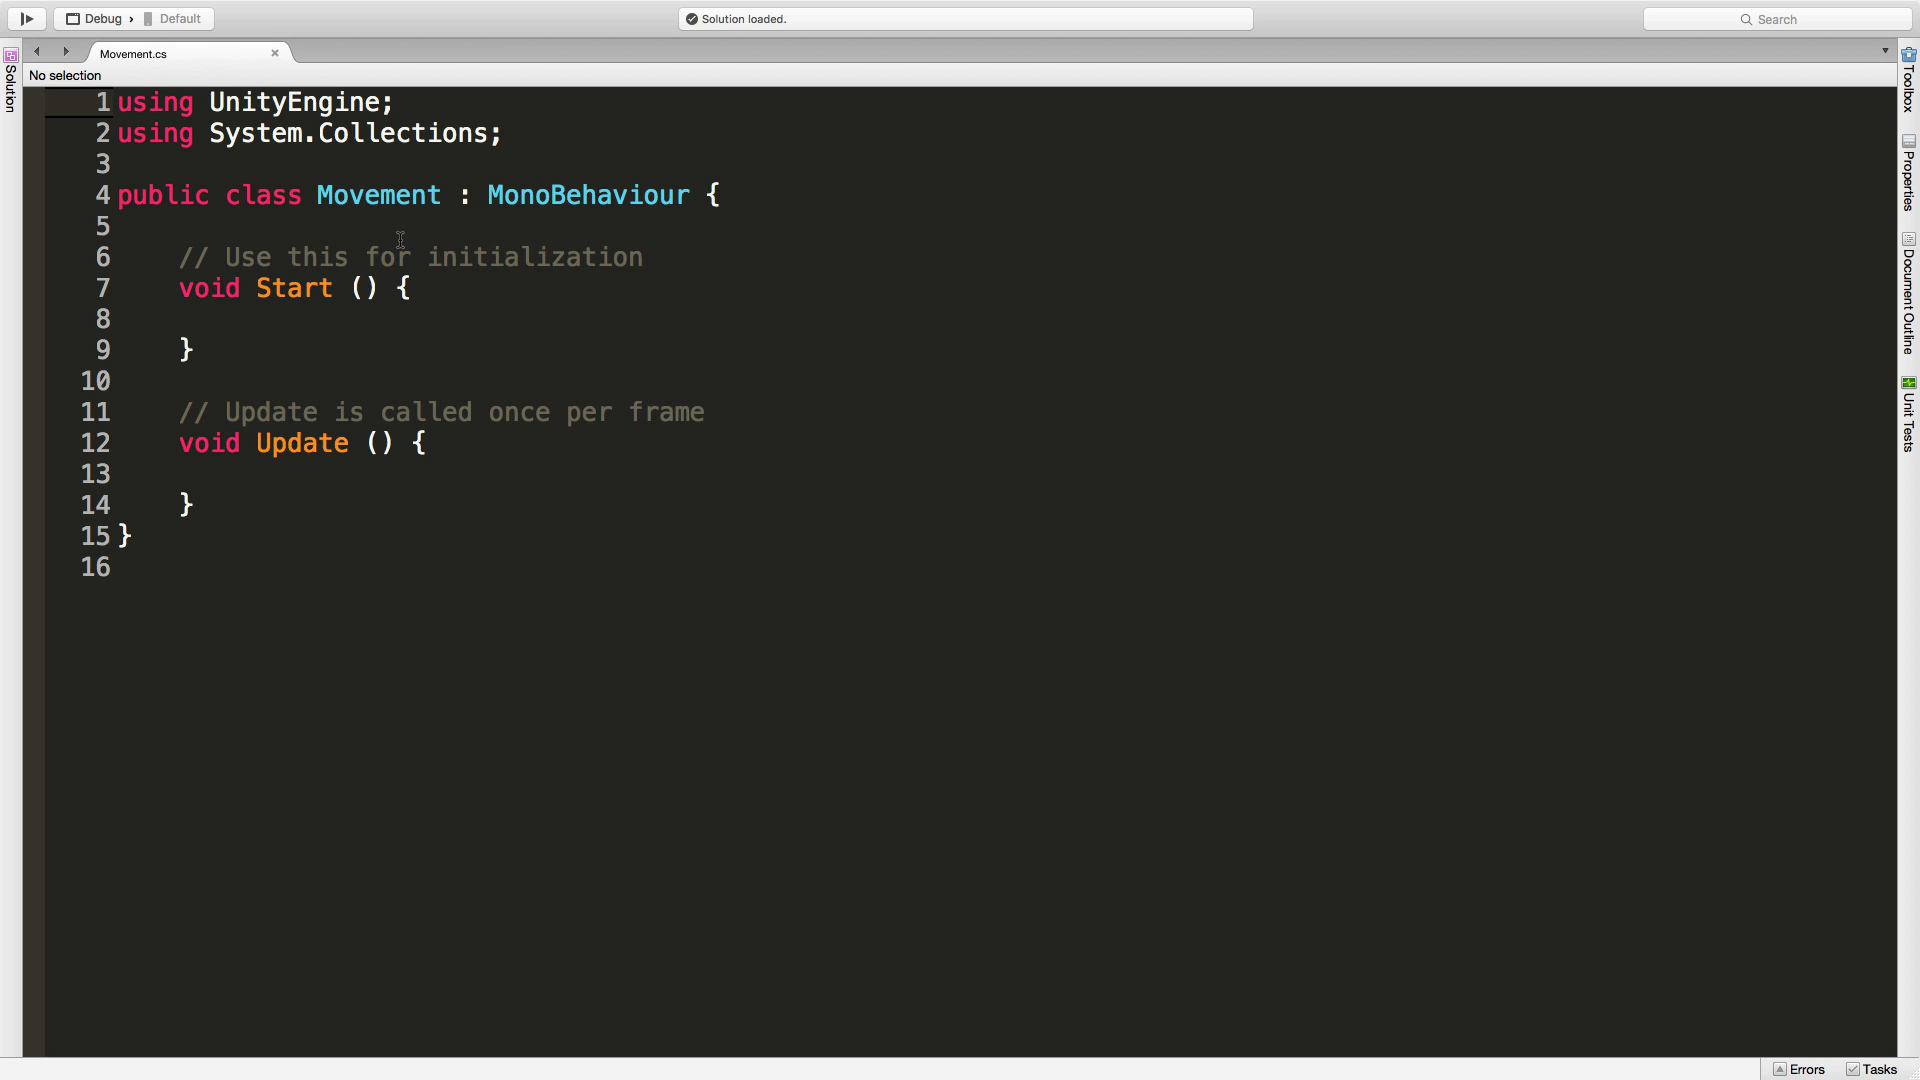 Debug › Default
Solution loaded.
Search
Movement.cs
No selection
Solution
1 using UnityEngine;
2 using System.Collections;
3
4 public class Movement : MonoBehaviour {
5
6 // Use this for initialization
7 void Start () {
8
9 }
10
11 // Update is called once per frame
12 void Update () {
13
14 }
15 }
16
Toolbox
Properties
Document Outline
Unit Tests
Errors
Tasks